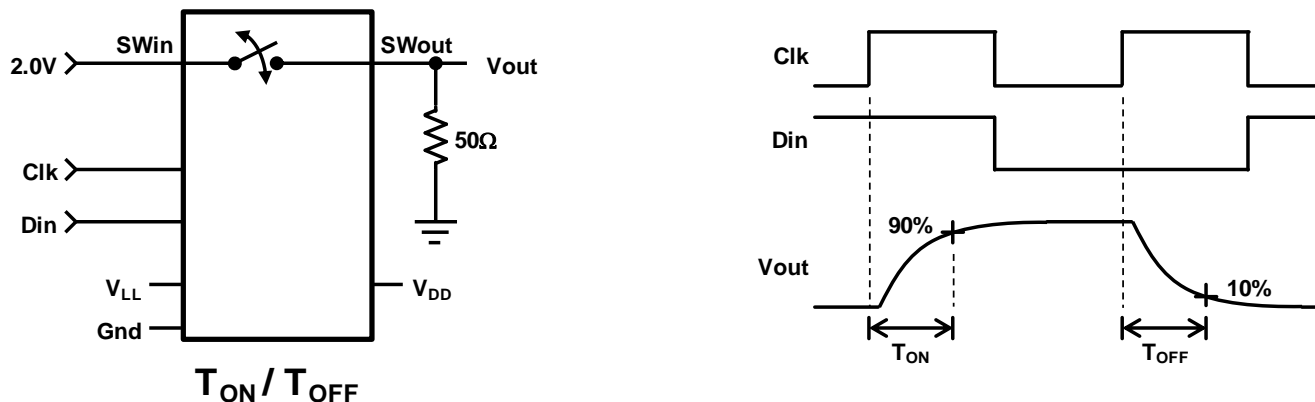 SWin
SWout
2.0V
Vout
50Ω
Clk
Din
VLL
VDD
Gnd
TON / TOFF
Clk
Din
90%
Vout
10%
TON
TOFF